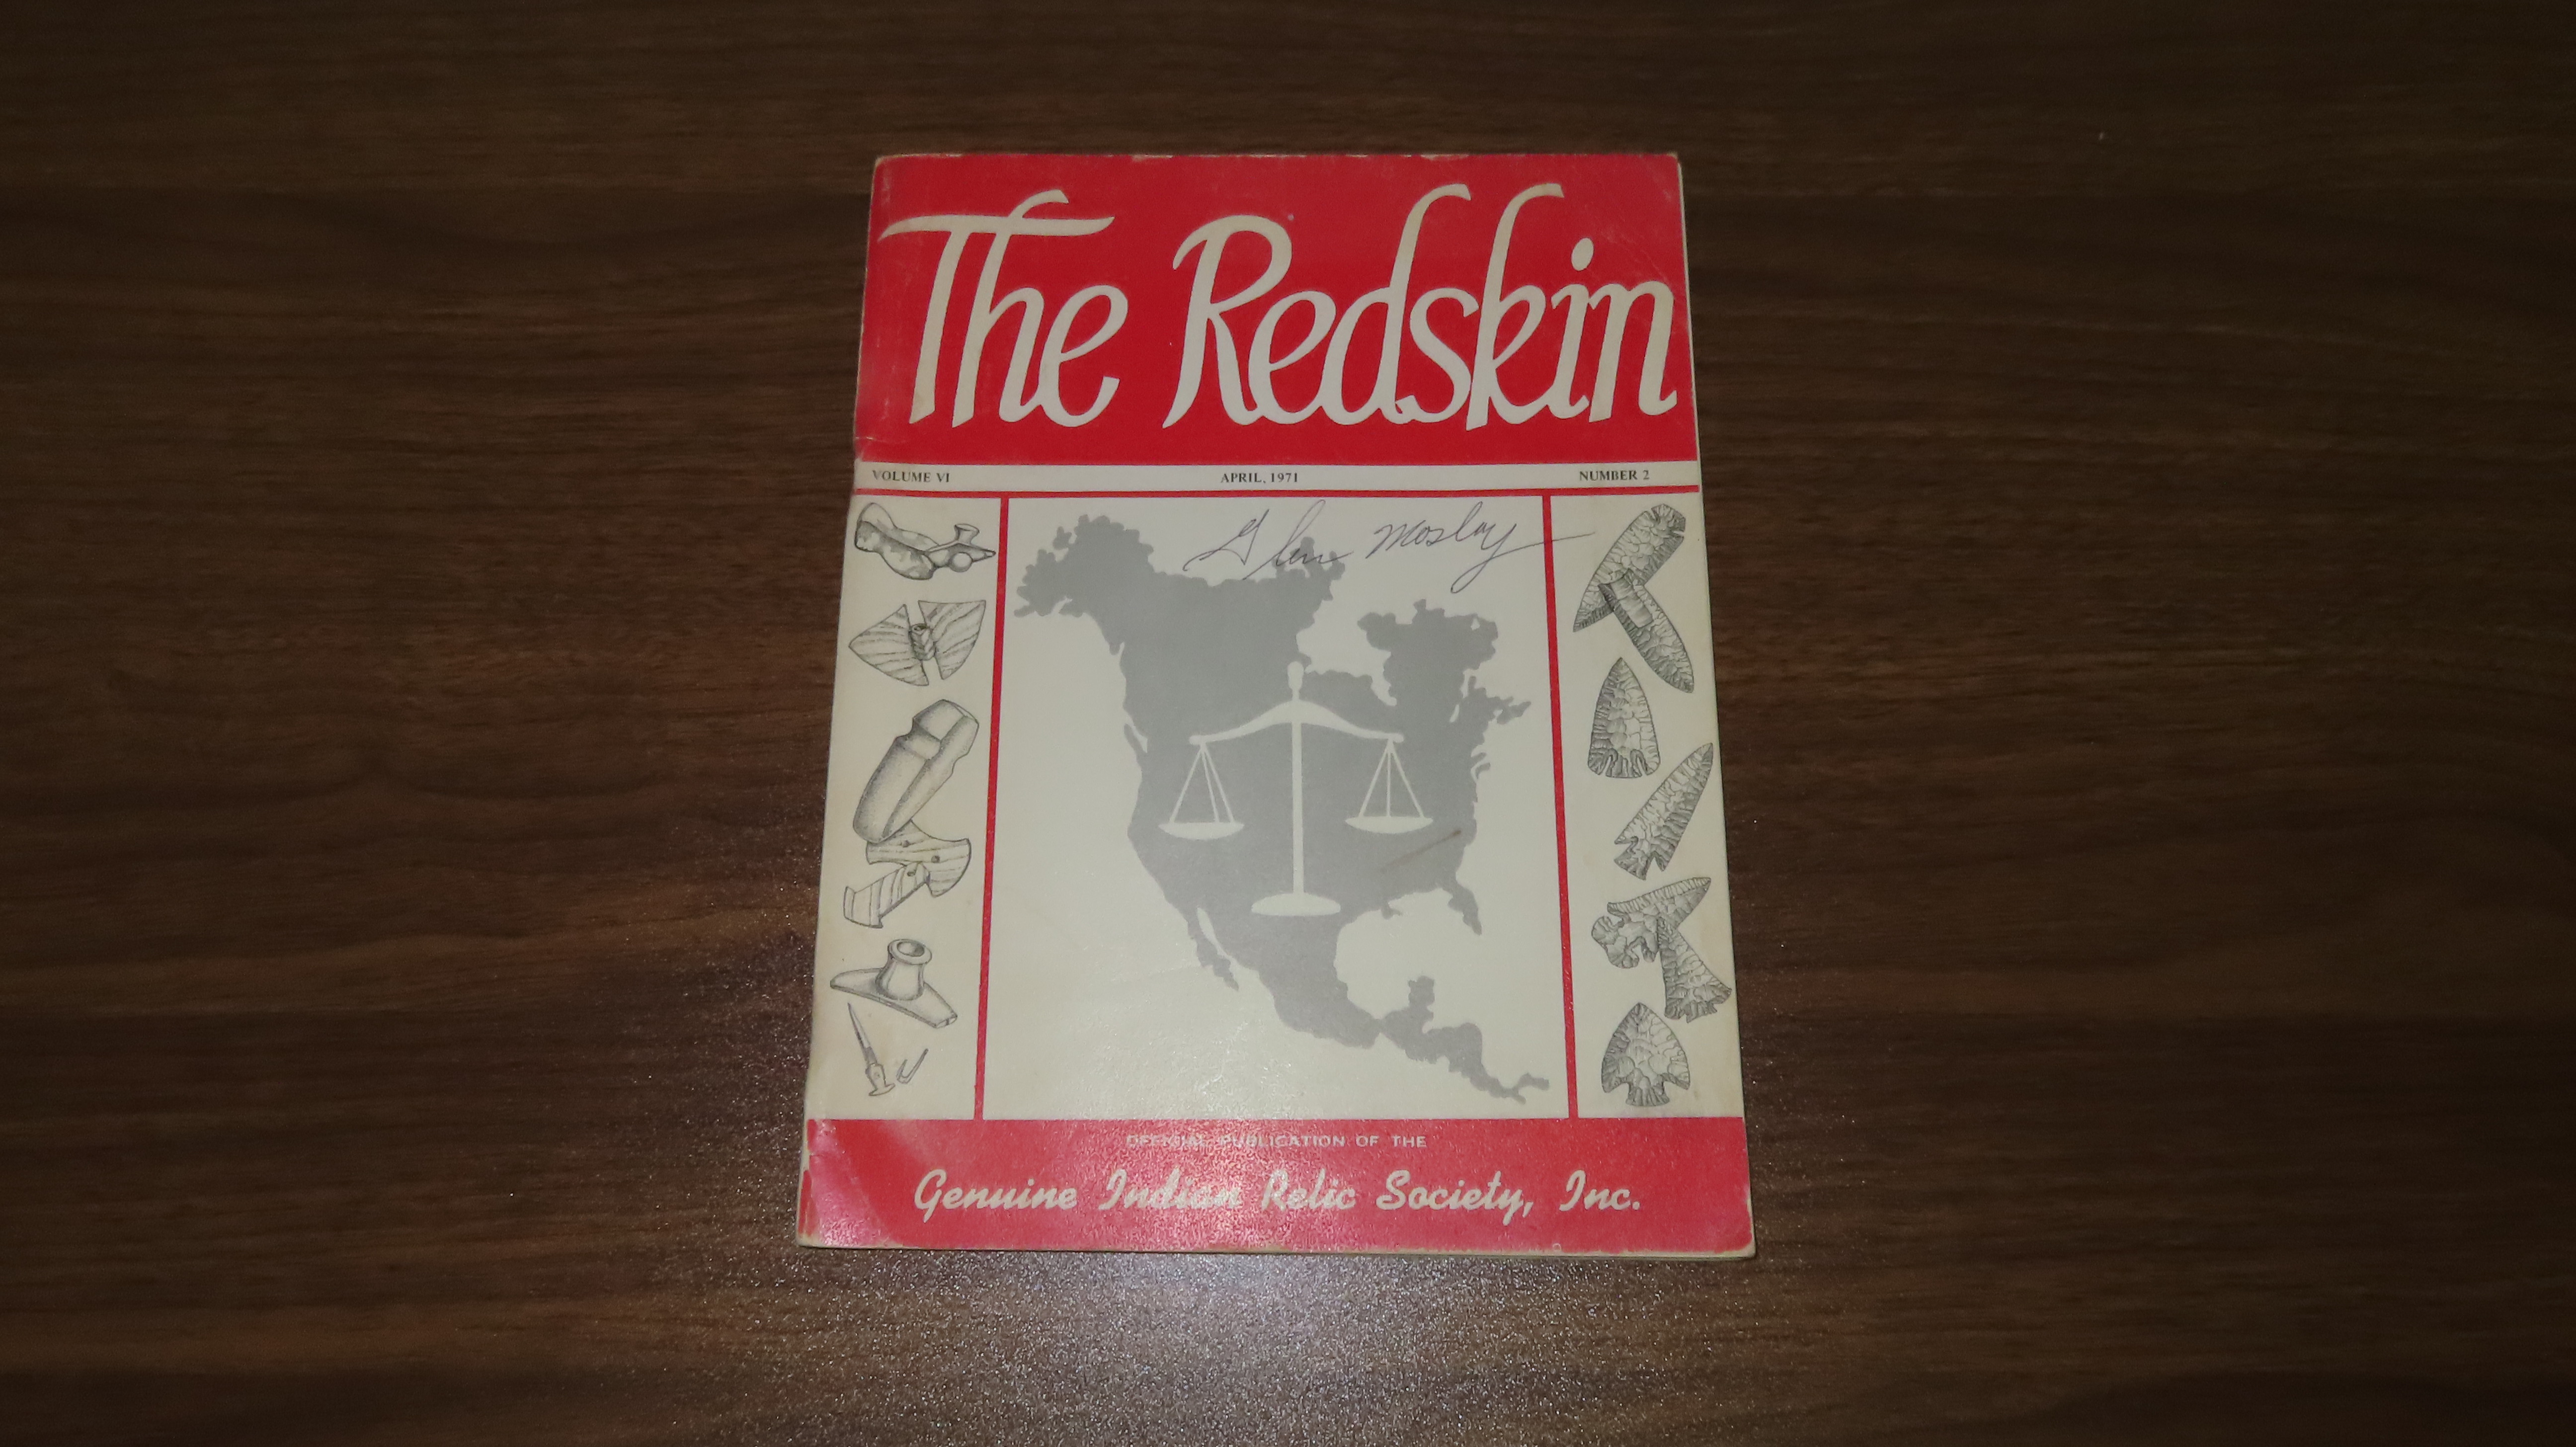 The Redskin
VOLUME VI APRIL, 1971 NUMBER 2
Glen Mosley
OFFICIAL PUBLICATION OF THE
Genuine Indian Relic Society, Inc.